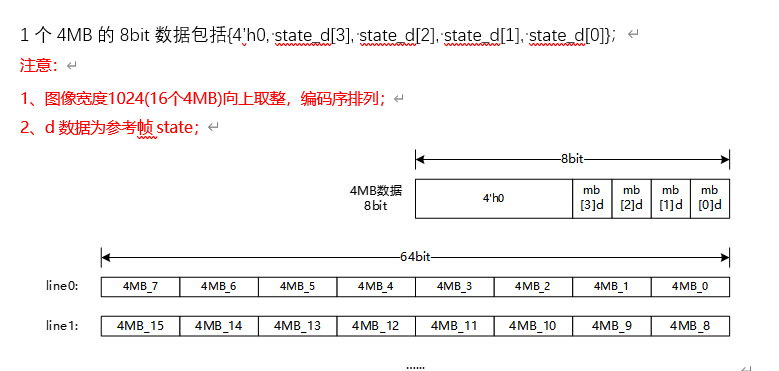 1 个 4MB 的 8bit 数据包括{4'h0, state_d[3], state_d[2], state_d[1], state_d[0]};
注意：
1、图像宽度1024(16个4MB)向上取整，编码序排列；
2、d 数据为参考帧 state；
8bit
4MB数据
8bit
4'h0
mb
[3]d
mb
[2]d
mb
[1]d
mb
[0]d
64bit
line0: 4MB_7 4MB_6 4MB_5 4MB_4 4MB_3 4MB_2 4MB_1 4MB_0
line1: 4MB_15 4MB_14 4MB_13 4MB_12 4MB_11 4MB_10 4MB_9 4MB_8
......